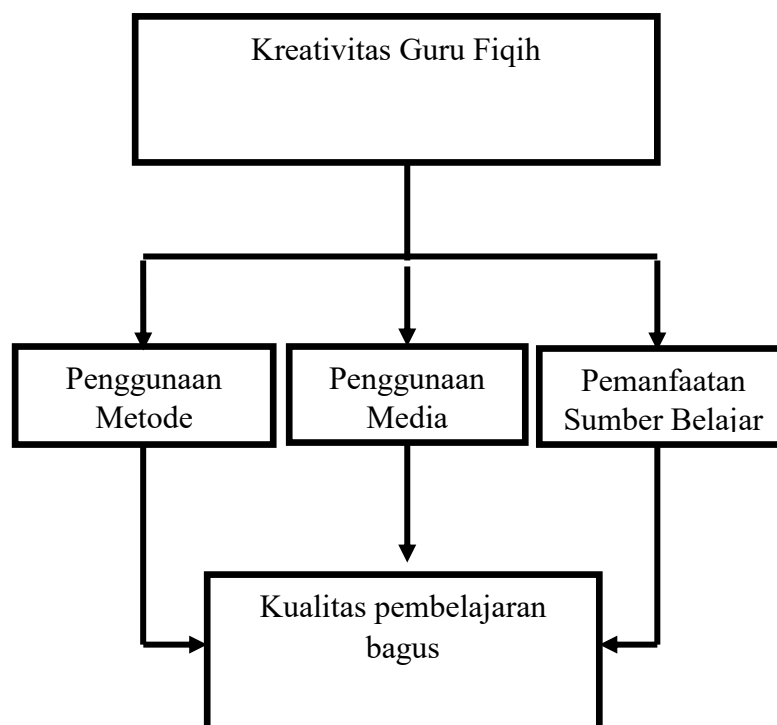 Kreativitas Guru Fiqih
Penggunaan
Metode
Penggunaan
Media
Pemanfaatan
Sumber Belajar
Kualitas pembelajaran
bagus